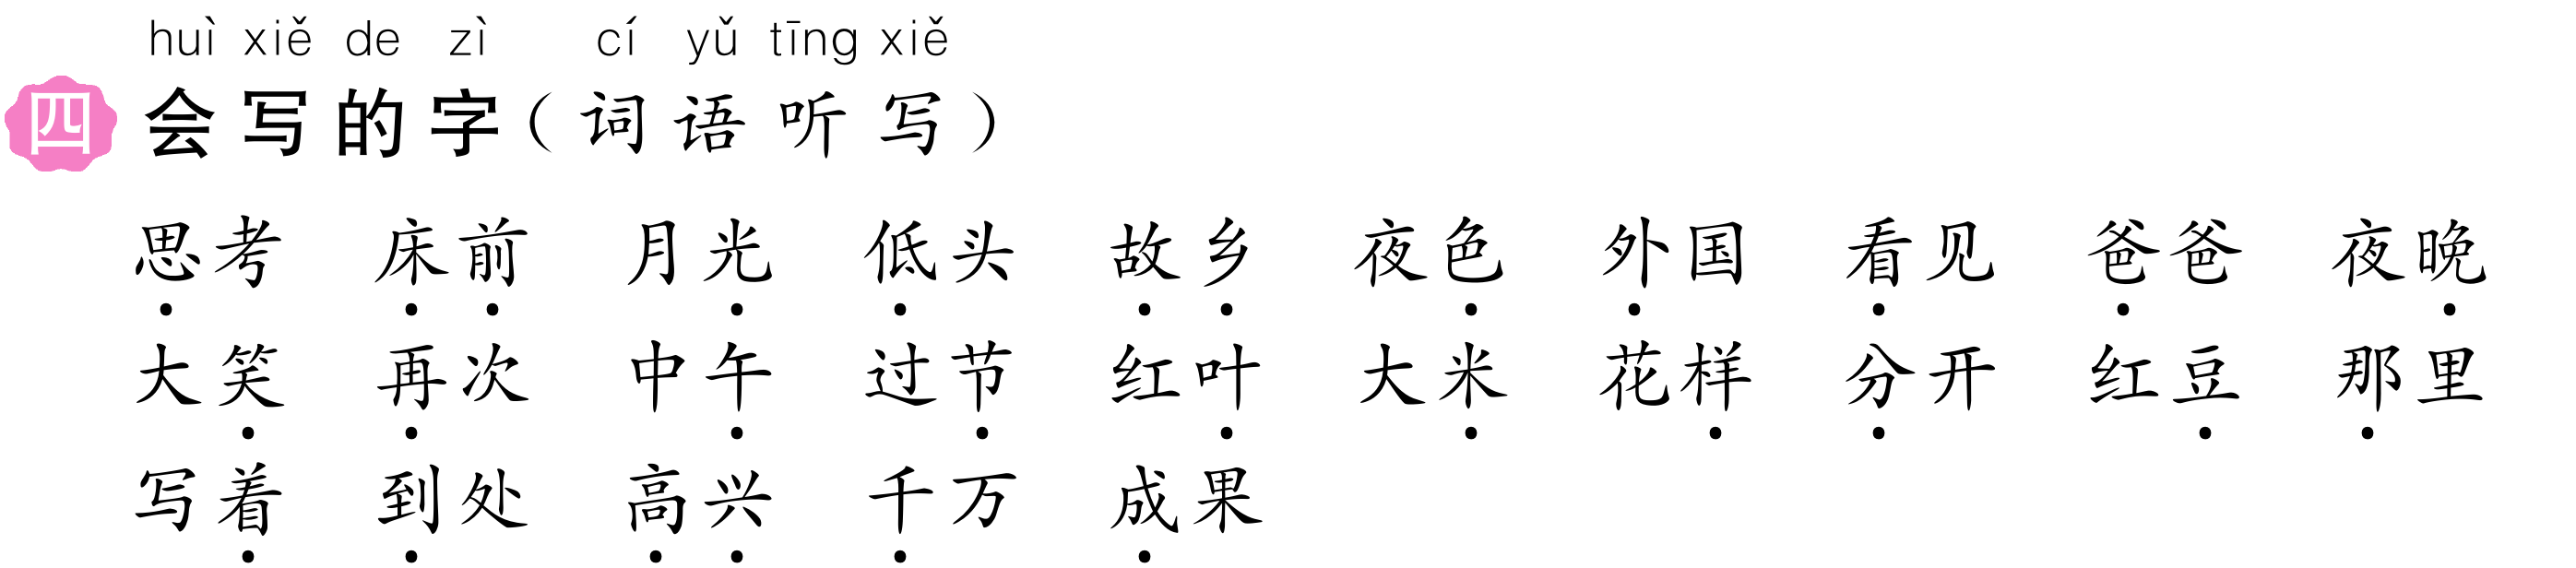 huì xiě de zì cí yǔ tīng xiě
四 会写的字（词语听写）
思考 床前 月光 低头 故乡 夜色 外国 看见 爸爸 夜晚
大笑 再次 中午 过节 红叶 大米 花样 分开 红豆 那里
写着 到处 高兴 千万 成果